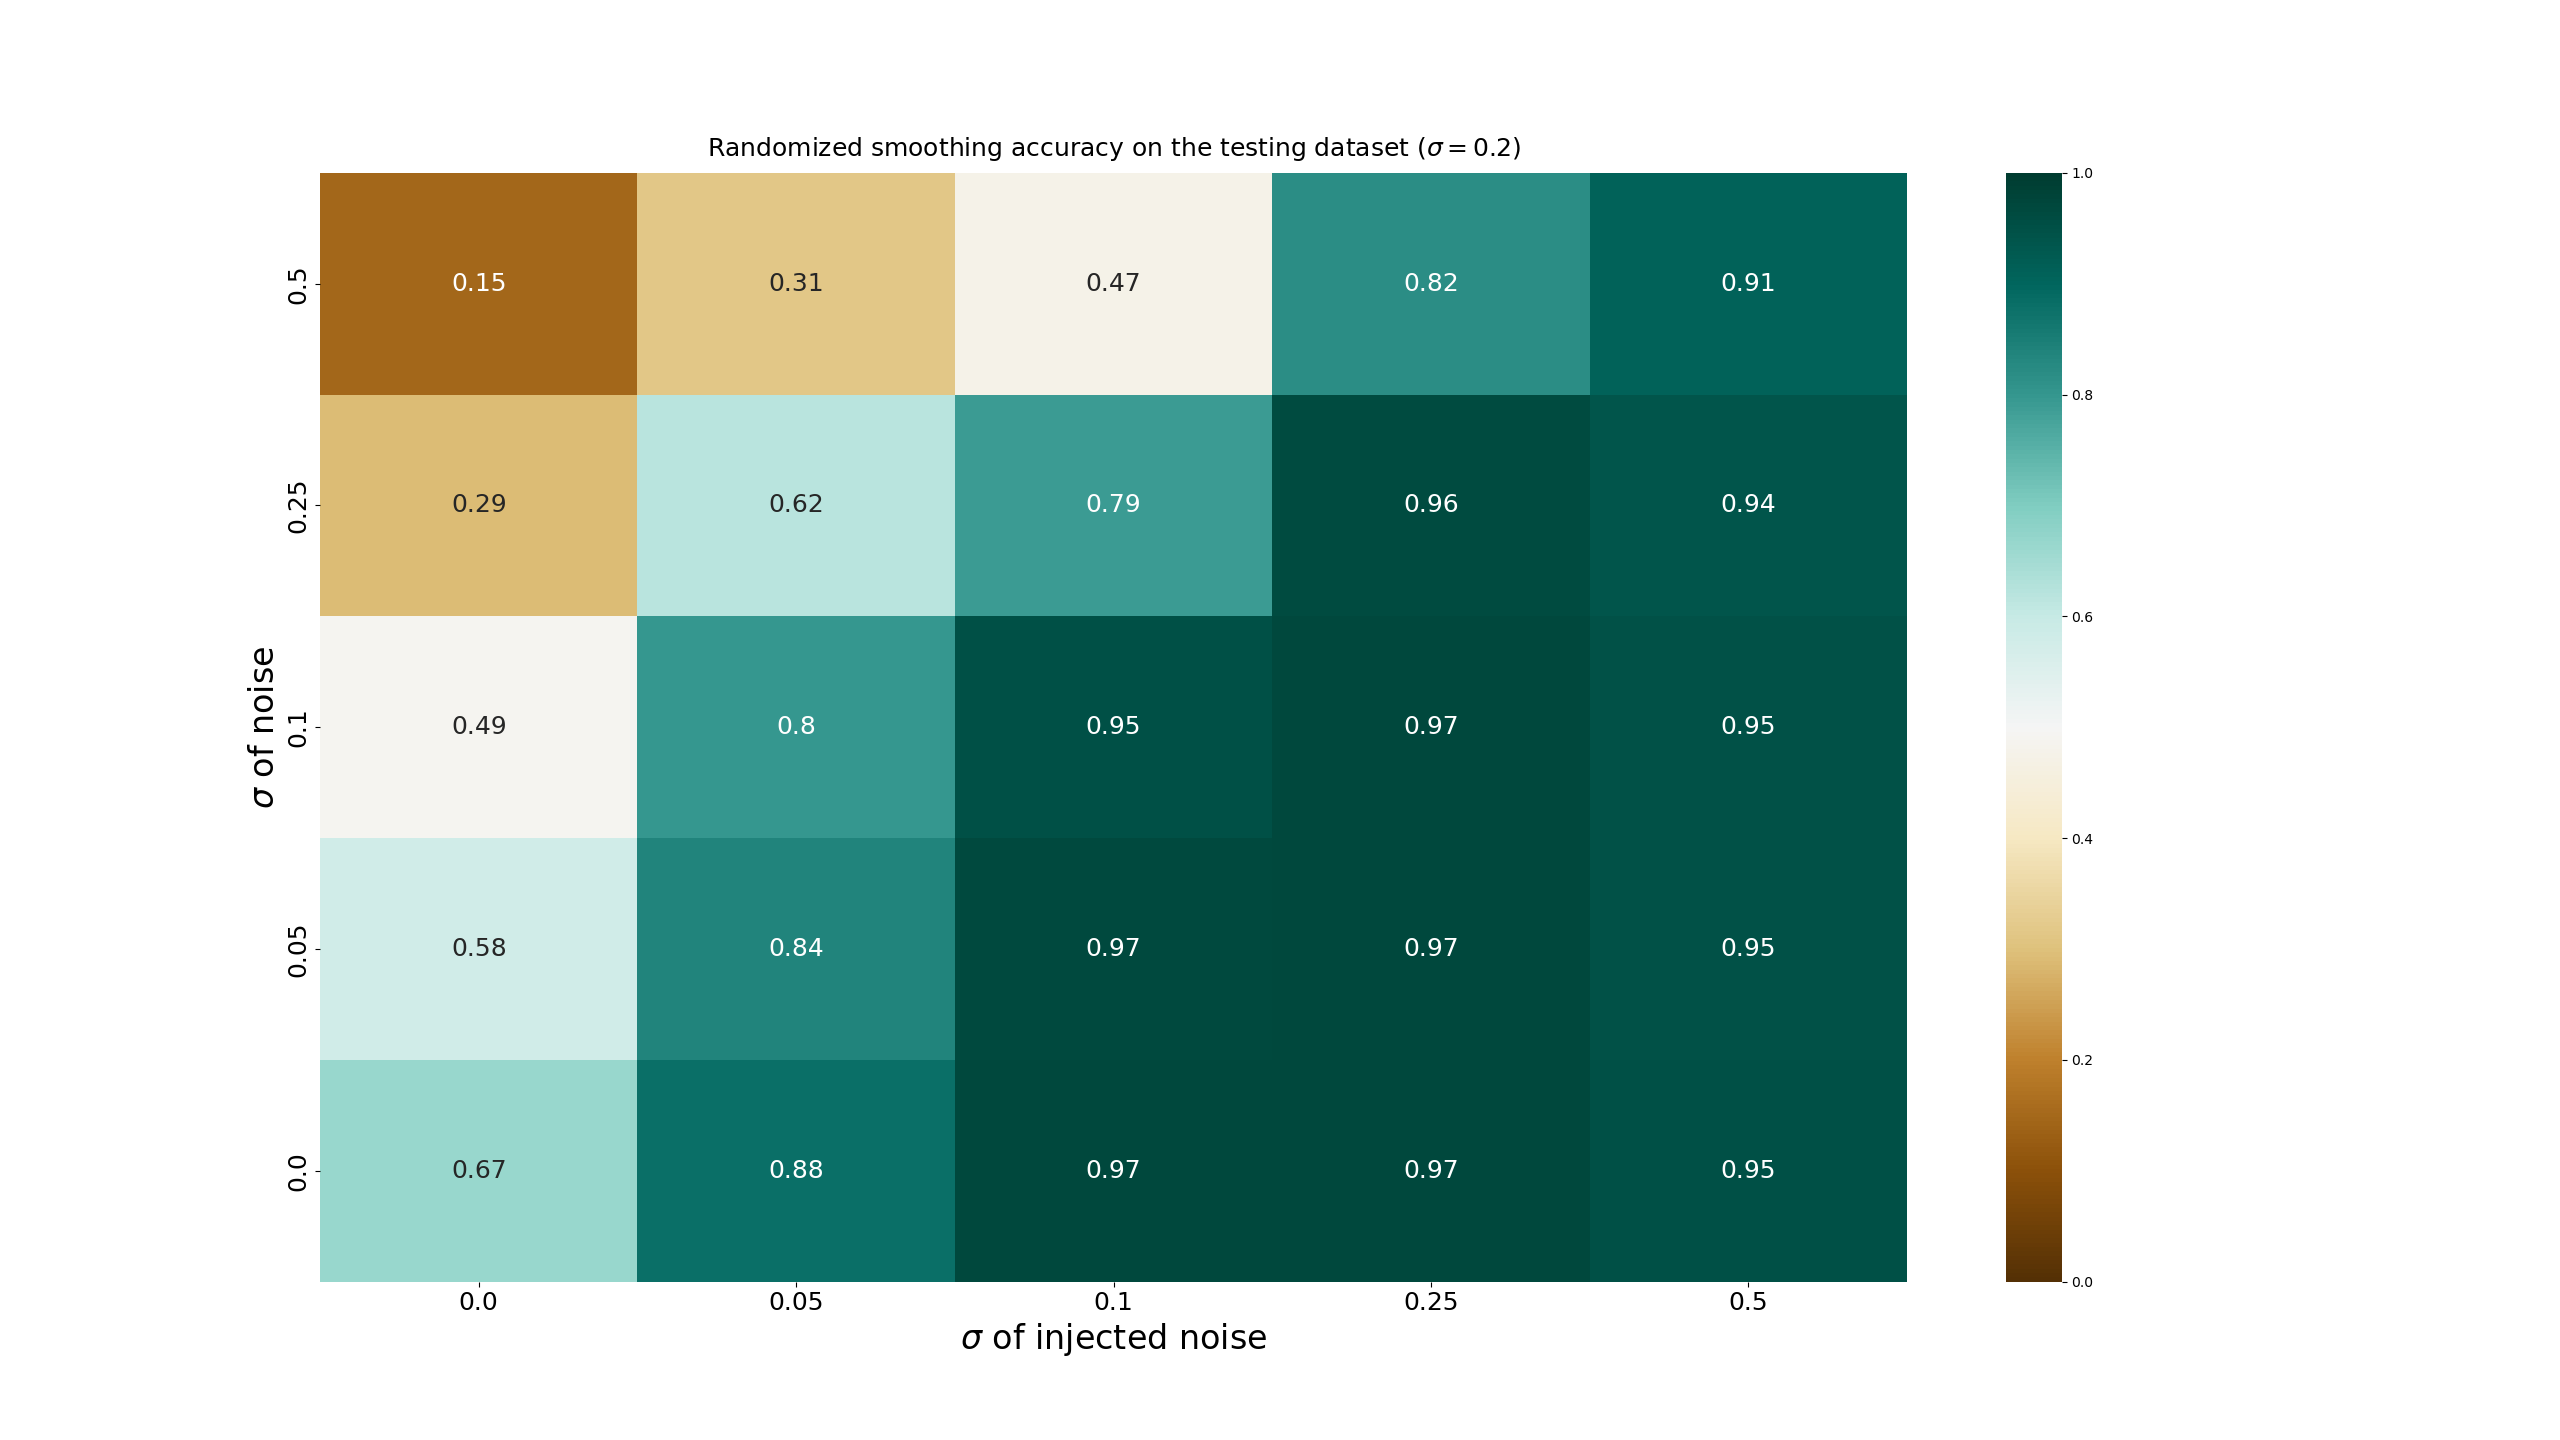 Randomized smoothing accuracy on the testing dataset (σ = 0.2)
σ of noise
0.5 0.15 0.31 0.47 0.82 0.91
0.25 0.29 0.62 0.79 0.96 0.94
0.1 0.49 0.8 0.95 0.97 0.95
0.05 0.58 0.84 0.97 0.97 0.95
0.0 0.67 0.88 0.97 0.97 0.95
0.0 0.05 0.1 0.25 0.5
σ of injected noise
1.0
0.8
0.6
0.4
0.2
0.0